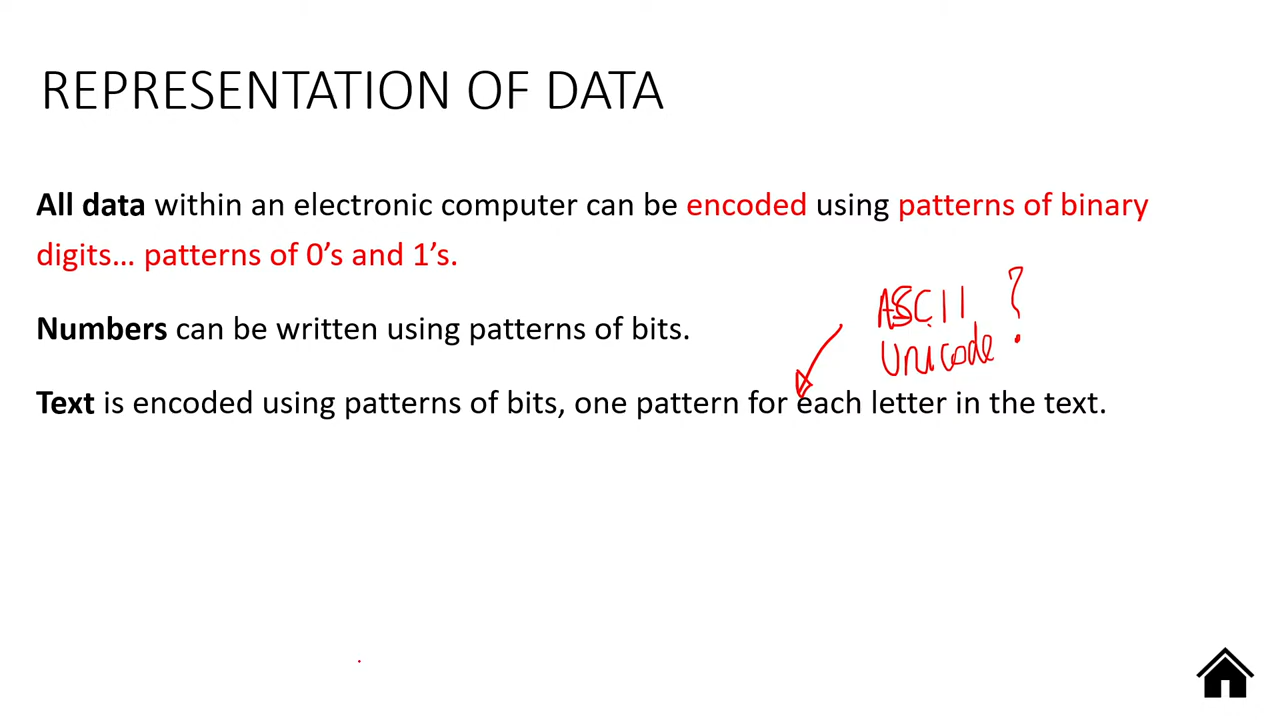 REPRESENTATION OF DATA
All data within an electronic computer can be encoded using patterns of binary
digits… patterns of 0’s and 1’s.
ASCII ?
Numbers can be written using patterns of bits.
Unicode
Text is encoded using patterns of bits, one pattern for each letter in the text.